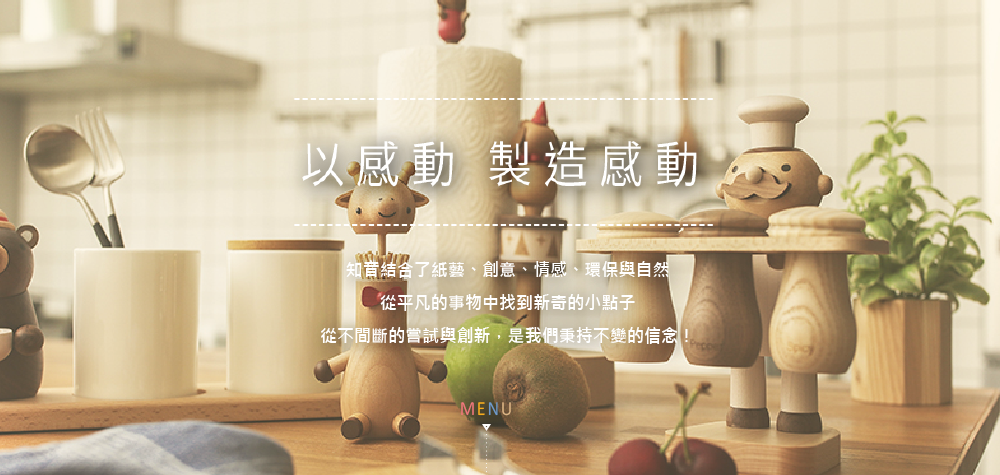 以感動 製造感動
知音結合了紙藝、創意、情感、環保與自然
從平凡的事物中找到新奇的小點子
從不間斷的嘗試與創新，是我們秉持不變的信念！
MENU